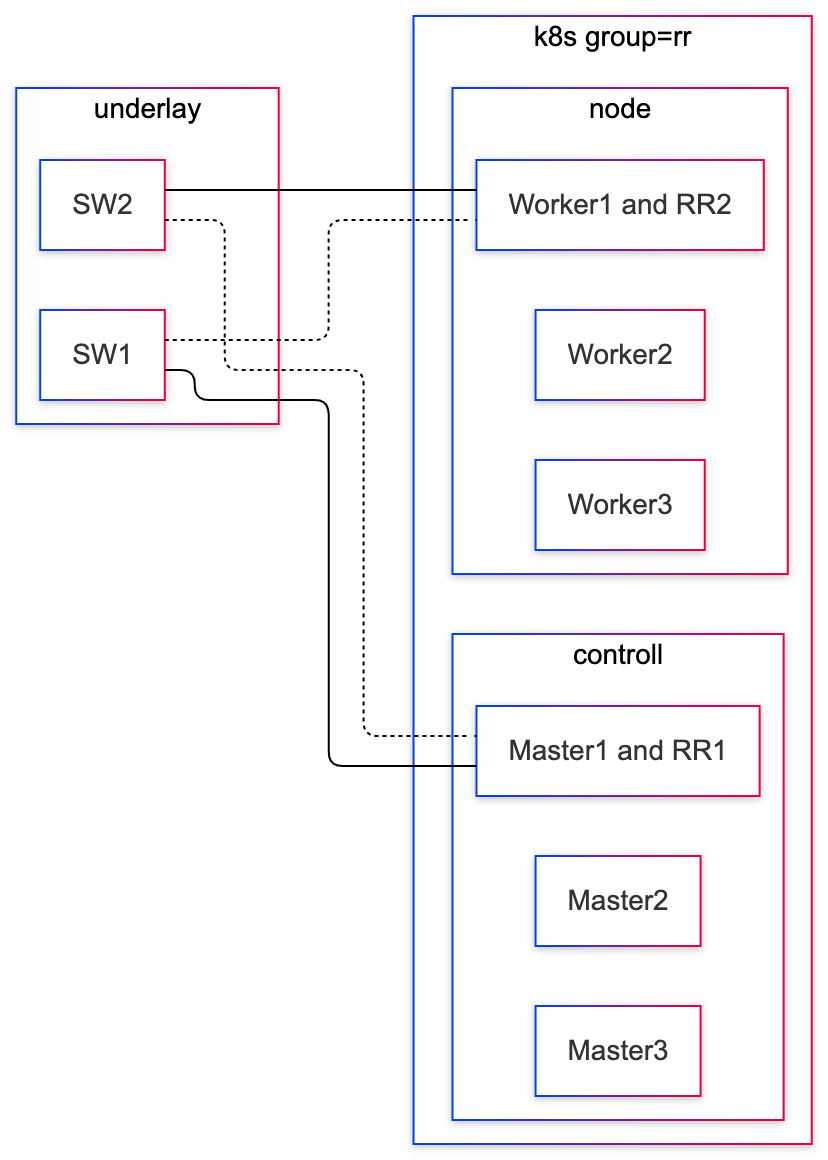 k8s group=rr
underlay
node
SW2
Worker1 and RR2
SW1
Worker2
Worker3
controll
Master1 and RR1
Master2
Master3